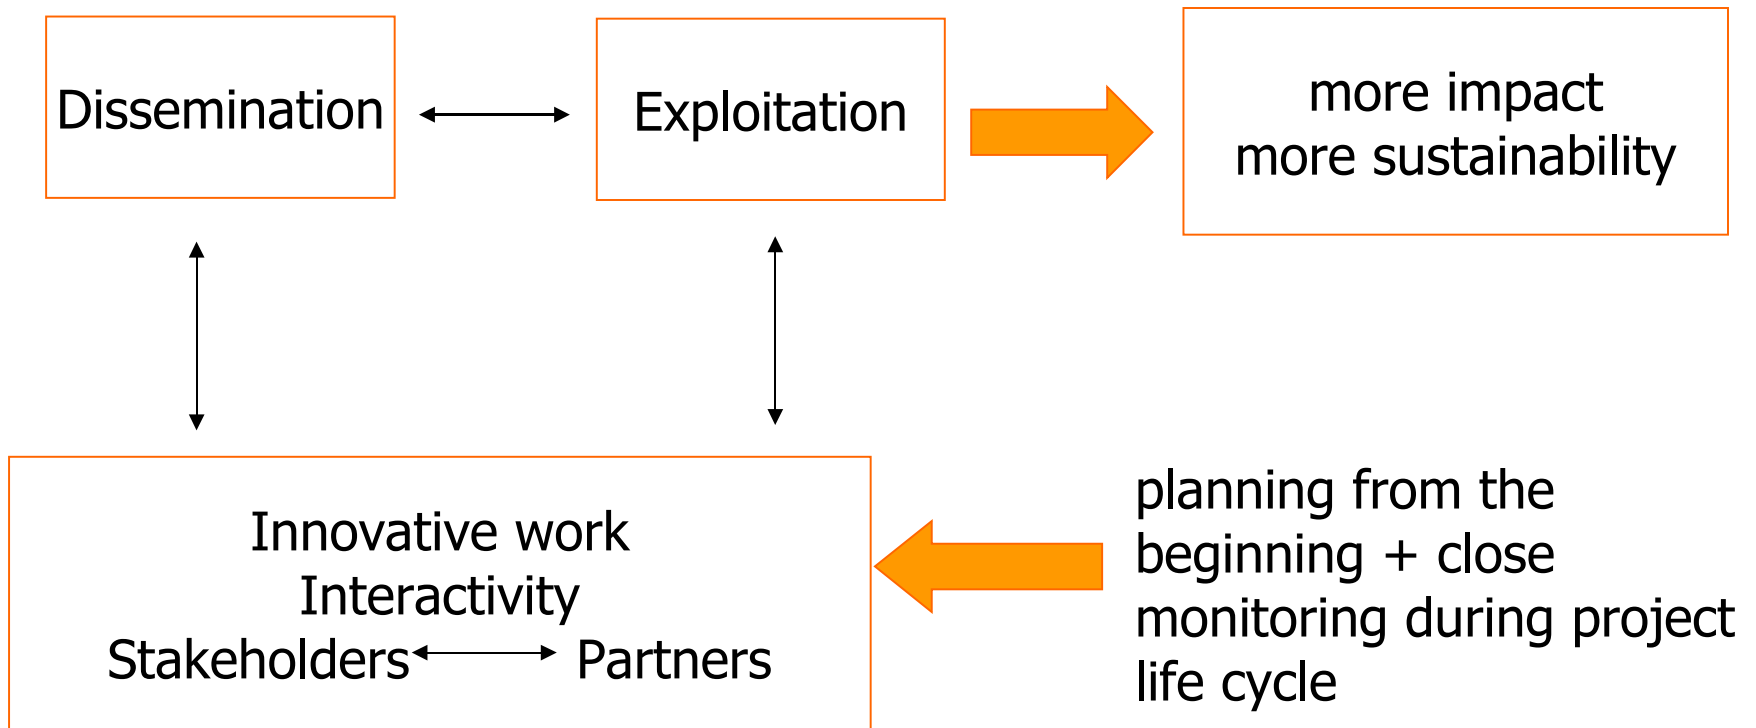 Dissemination
Exploitation
more impact
more sustainability
Innovative work
Interactivity
Stakeholders Partners
planning from the
beginning + close
monitoring during project
life cycle